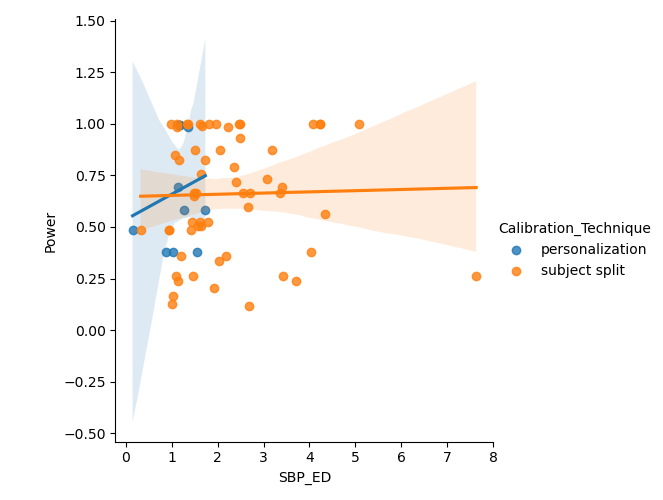 1.50
1.25
1.00
0.75
0.50
0.25
0.00
−0.25
−0.50
Power
0 1 2 3 4 5 6 7 8
SBP_ED
Calibration_Technique
personalization
subject split